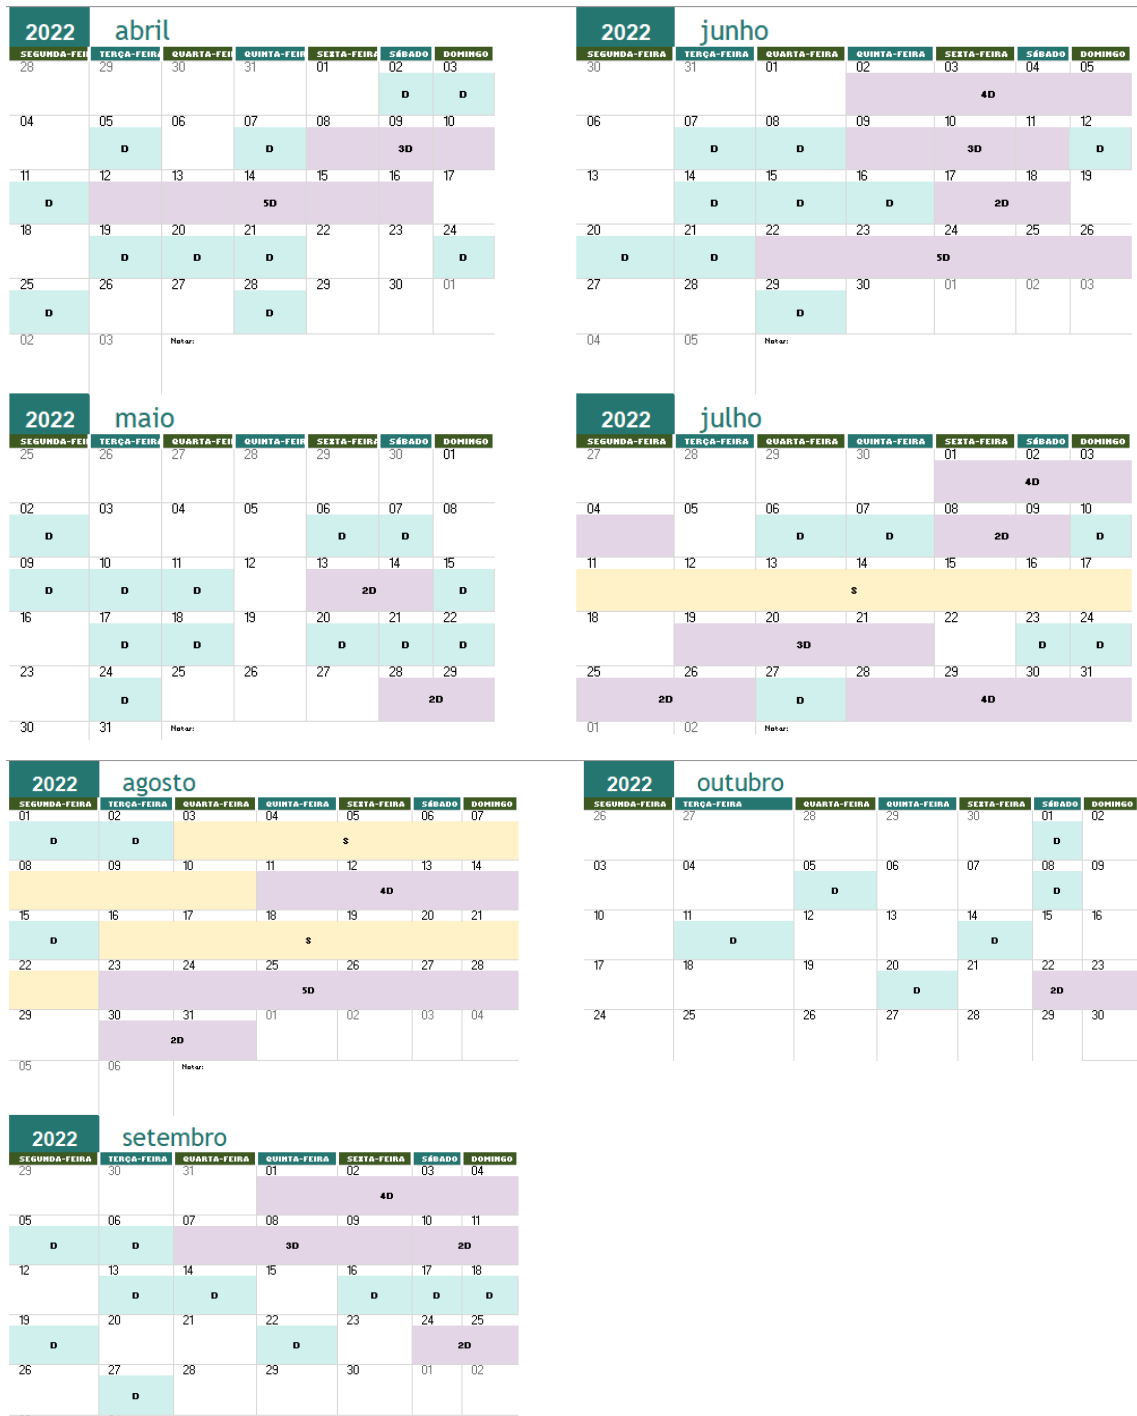 2022 abril
SEGUNDA-FEI TERÇA-FEIRA QUARTA-FEI QUINTA-FEIR SEXTA-FEIRA SÁBADO DOMINGO
28 29 30 31 01 02 03
D D
04 05 06 07 08 09 10
D D 3D
11 12 13 14 15 16 17
D 5D
18 19 20 21 22 23 24
D D D D
25 26 27 28 29 30 01
D D
02 03 Notas:
2022 maio
SEGUNDA-FEI TERÇA-FEIRA QUARTA-FEI QUINTA-FEIR SEXTA-FEIRA SÁBADO DOMINGO
25 26 27 28 29 30 01
02 03 04 05 06 07 08
D D D
09 10 11 12 13 14 15
D D D 2D D
16 17 18 19 20 21 22
D D D D D
23 24 25 26 27 28 29
D 2D
30 31 Notas:
2022 junho
SEGUNDA-FEIRA TERÇA-FEIRA QUARTA-FEIRA QUINTA-FEIRA SEXTA-FEIRA SÁBADO DOMINGO
30 31 01 02 03 04 05
4D
06 07 08 09 10 11 12
D D 3D D
13 14 15 16 17 18 19
D D D 2D
20 21 22 23 24 25 26
D D 5D
27 28 29 30 01 02 03
D
04 05 Notas:
2022 julho
SEGUNDA-FEIRA TERÇA-FEIRA QUARTA-FEIRA QUINTA-FEIRA SEXTA-FEIRA SÁBADO DOMINGO
27 28 29 30 01 02 03
4D
04 05 06 07 08 09 10
D D 2D D
11 12 13 14 15 16 17
S
18 19 20 21 22 23 24
3D D D
25 26 27 28 29 30 31
2D D 4D
01 02 Notas:
2022 agosto
SEGUNDA-FEIRA TERÇA-FEIRA QUARTA-FEIRA QUINTA-FEIRA SEXTA-FEIRA SÁBADO DOMINGO
01 02 03 04 05 06 07
D D S
08 09 10 11 12 13 14
4D
15 16 17 18 19 20 21
D S
22 23 24 25 26 27 28
5D
29 30 31 01 02 03 04
2D
05 06 Notas:
2022 setembro
SEGUNDA-FEIRA TERÇA-FEIRA QUARTA-FEIRA QUINTA-FEIRA SEXTA-FEIRA SÁBADO DOMINGO
29 30 31 01 02 03 04
4D
05 06 07 08 09 10 11
D D 3D 2D
12 13 14 15 16 17 18
D D D D D
19 20 21 22 23 24 25
D D 2D
26 27 28 29 30 01 02
D
2022 outubro
SEGUNDA-FEIRA TERÇA-FEIRA QUARTA-FEIRA QUINTA-FEIRA SEXTA-FEIRA SÁBADO DOMINGO
26 27 28 29 30 01 02
D
03 04 05 06 07 08 09
D D
10 11 12 13 14 15 16
D D
17 18 19 20 21 22 23
D 2D
24 25 26 27 28 29 30